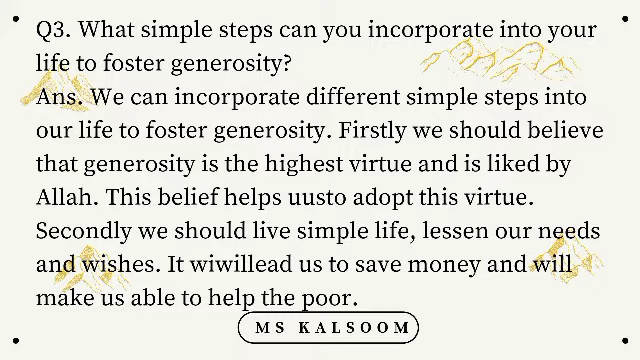 Q3. What simple steps can you incorporate into your
life to foster generosity?
Ans. We can incorporate different simple steps into
our life to foster generosity. Firstly we should believe
that generosity is the highest virtue and is liked by
Allah. This belief helps uusto adopt this virtue.
Secondly we should live simple life, lessen our needs
and wishes. It wiwillead us to save money and will
make us able to help the poor.
MS KALSOOM